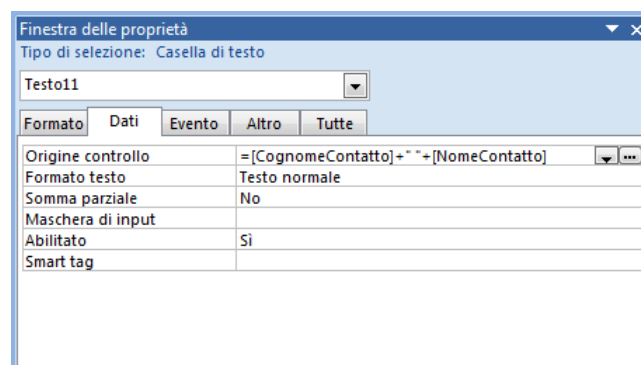 Finestra delle proprietà
Tipo di selezione: Casella di testo
Testo11
Formato Dati Evento Altro Tutte
Origine controllo =[CognomeContatto]+" "+[NomeContatto]
Formato testo Testo normale
Somma parziale No
Maschera di input
Abilitato Sì
Smart tag